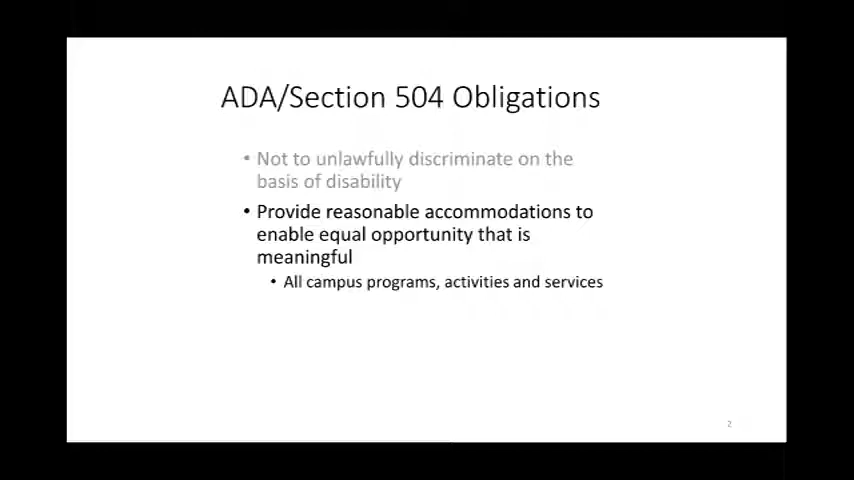 ADA/Section 504 Obligations
• Not to unlawfully discriminate on the
basis of disability
• Provide reasonable accommodations to
enable equal opportunity that is
meaningful
• All campus programs, activities and services
2